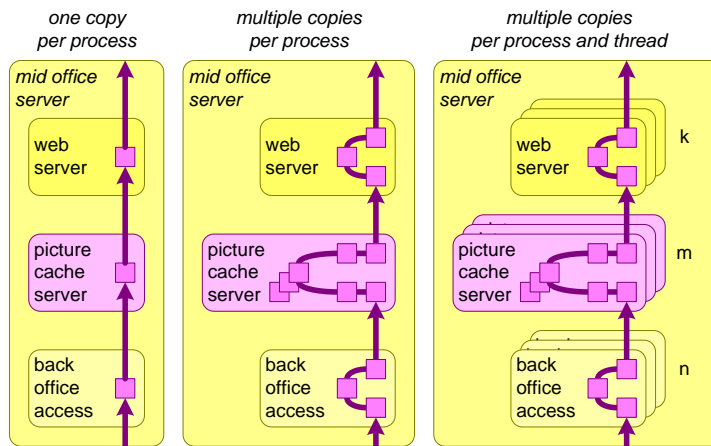 one copy
per process
multiple copies
per process
multiple copies
per process and thread
mid office
server
web
server
picture
cache
server
back
office
access
mid office
server
web
server
picture
cache
server
back
office
access
mid office
server
web
server
k
picture
cache
server
m
back
office
access
n